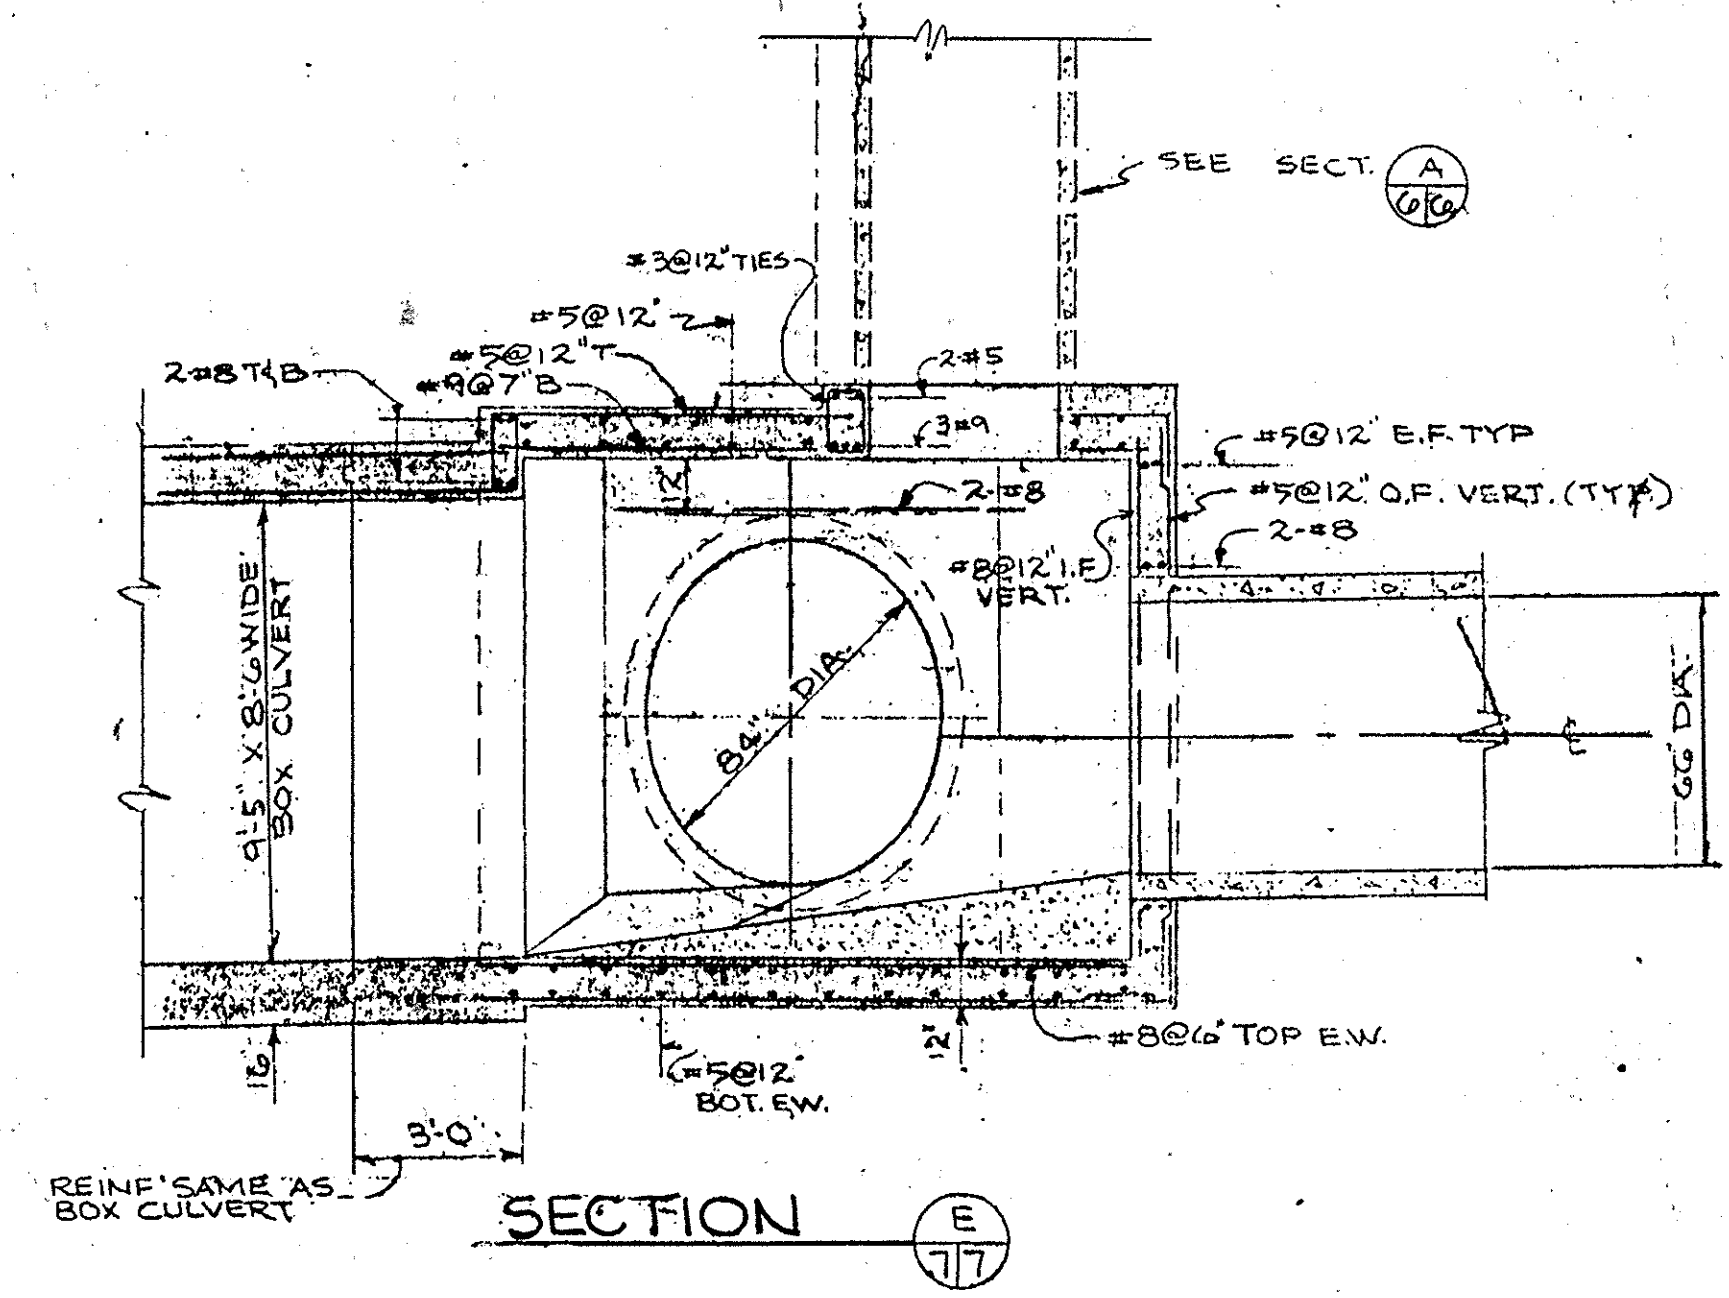 SEE SECT. A
6 6
#3@12" TIES
#5@12"
#5@12" T
#9@7" B
2-#8 T&B
2-#5
3#9
#5@12" E.F. TYP
#5@12" O.F. VERT. (TYP.)
2-#8
12"
2-#8
#8@12" I.F
VERT.
9'-5" X 8'-6 WIDE
BOX CULVERT
84" DIA.
66" DIA.
℄
16
12"
#8@6" TOP E.W.
#5@12"
BOT. E.W.
3'-0
REINF SAME AS
BOX CULVERT
SECTION E
7 7